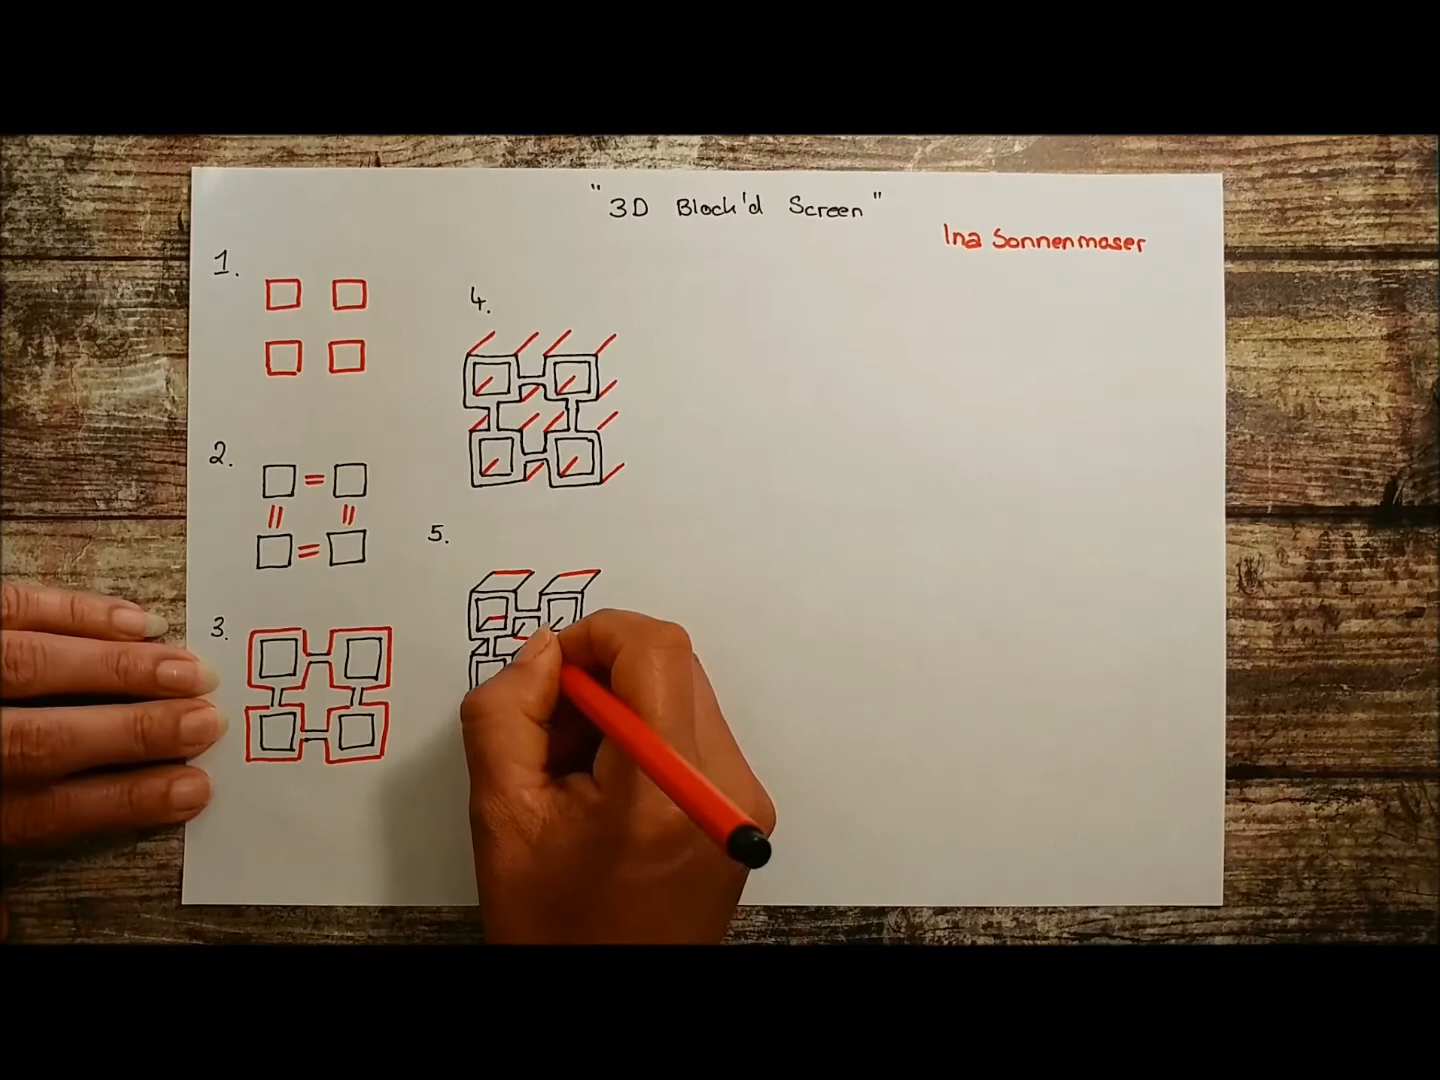 "3D Block'd Screen"
Ina Sonnenmoser
1.
2.
3.
4.
5.